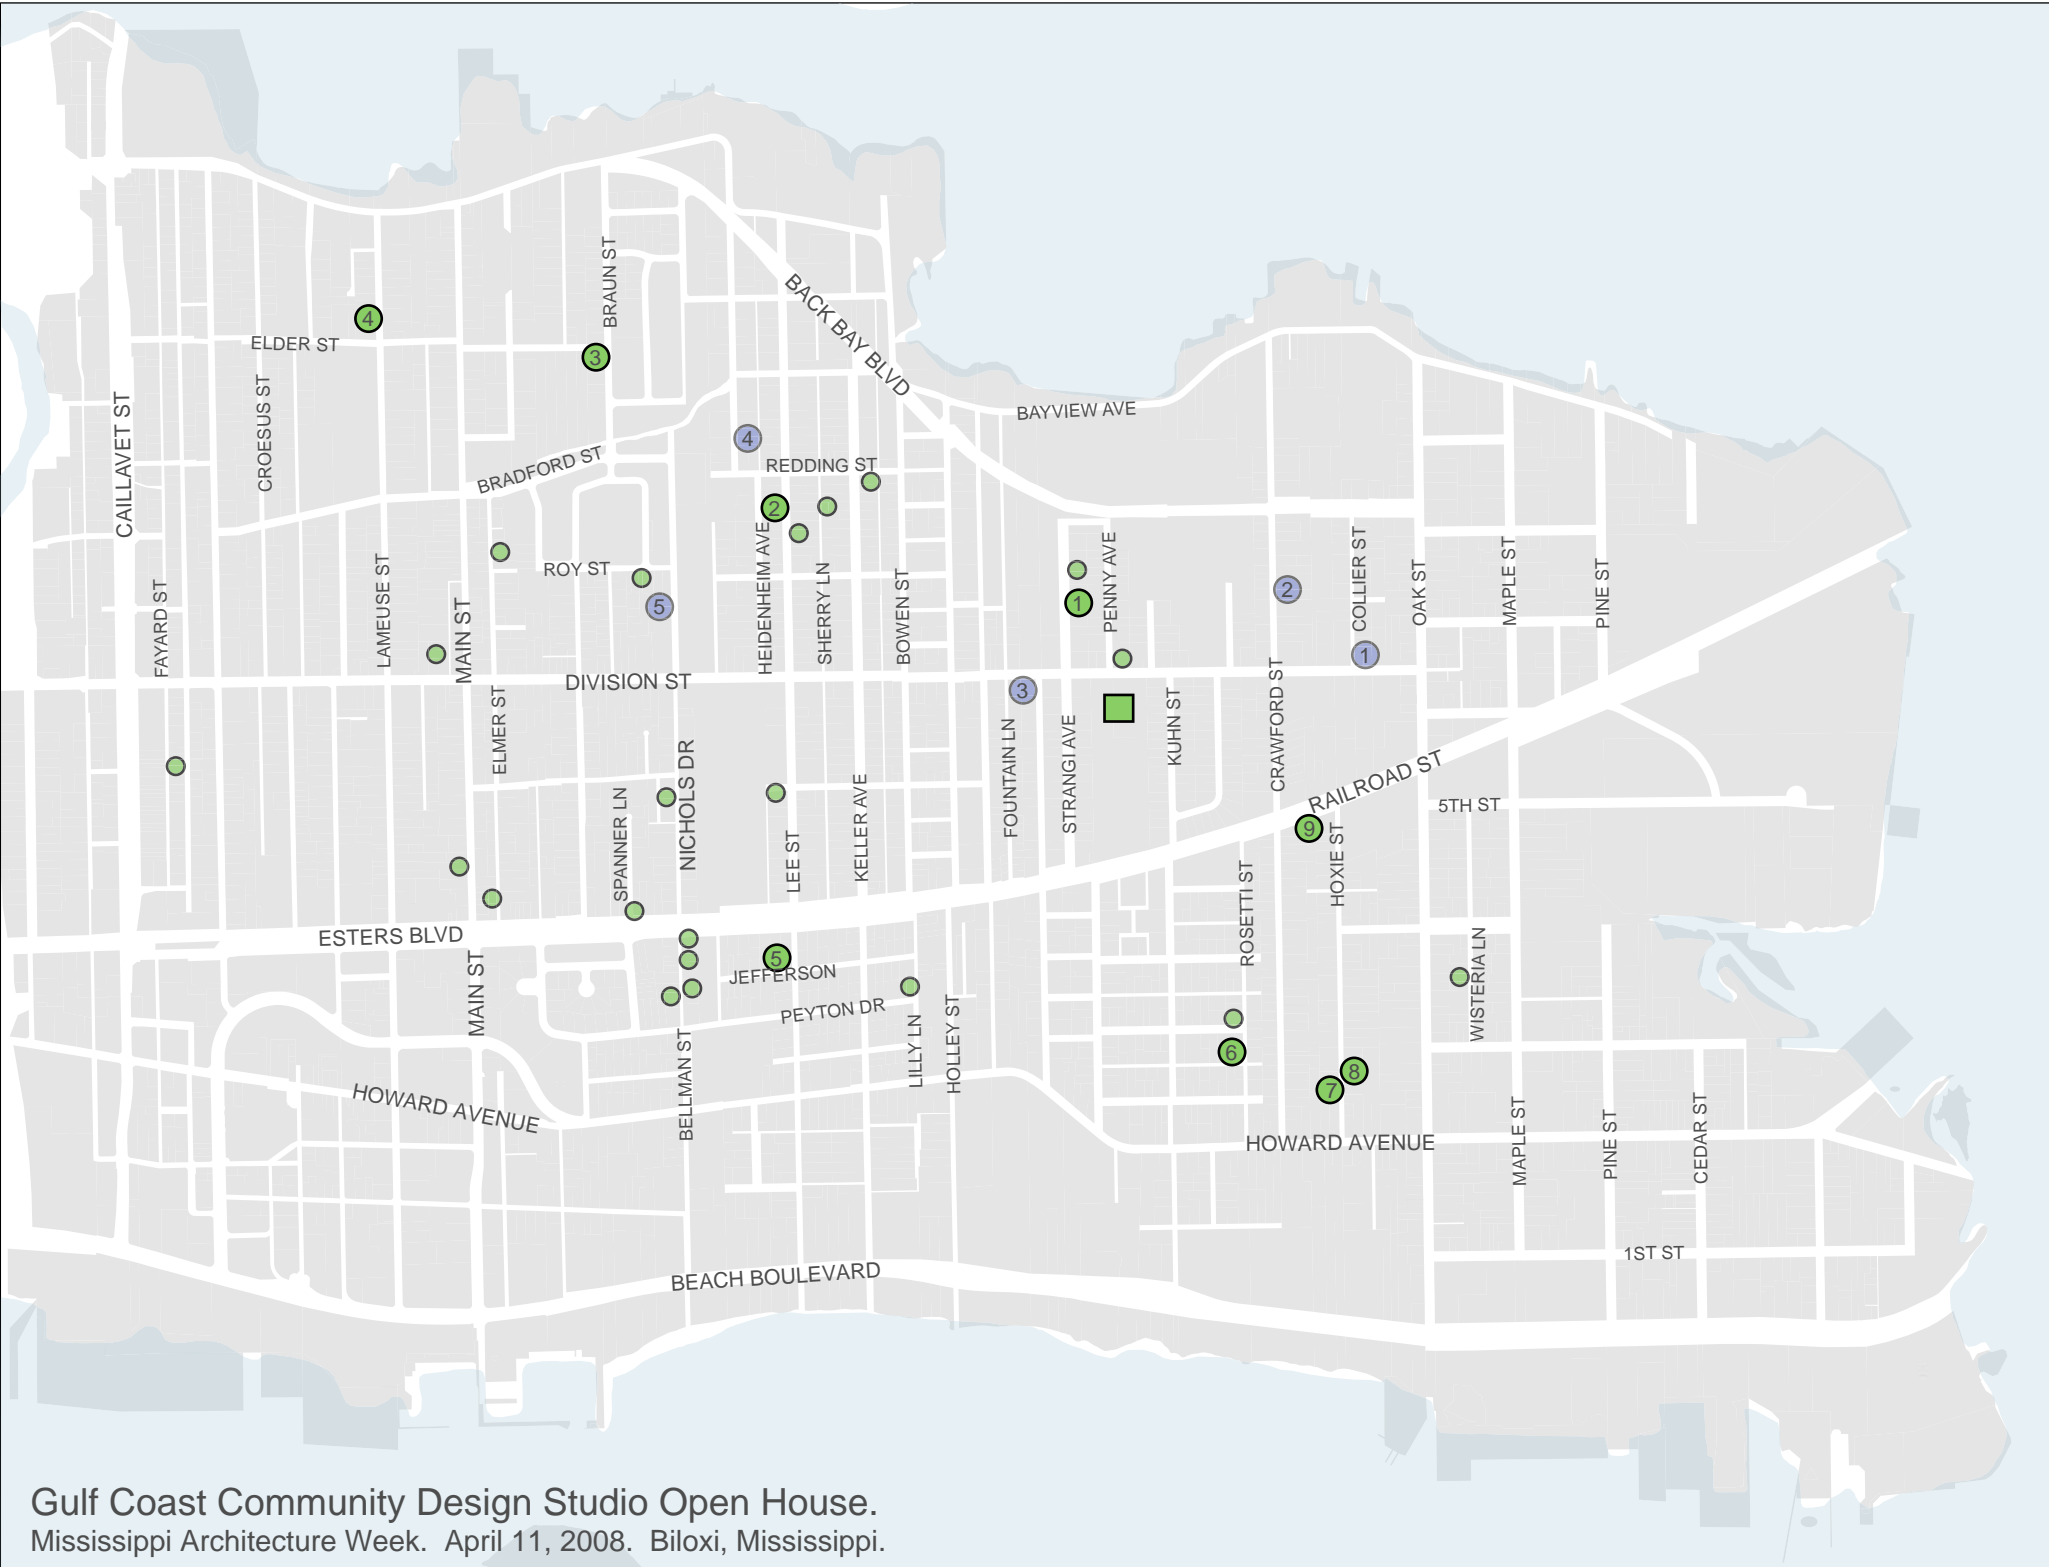 BRAUN ST
BACK BAY BLVD
4
ELDER ST
3
CROESUS ST
CAILLAVET ST
BAYVIEW AVE
4
BRADFORD ST
REDDING ST
2
HEIDENHEIM AVE
ROY ST
5
LAMEUSE ST
FAYARD ST
MAIN ST
SHERRY LN
BOWEN ST
1
PENNY AVE
2
COLLIER ST
OAK ST
MAPLE ST
PINE ST
1
DIVISION ST
3
ELMER ST
NICHOLS DR
SPANNER LN
LEE ST
KELLER AVE
FOUNTAIN LN
STRANGI AVE
KUHN ST
CRAWFORD ST
RAILROAD ST
5TH ST
9
HOXIE ST
ROSETTI ST
ESTERS BLVD
MAIN ST
5
JEFFERSON
PEYTON DR
WISTERIA LN
BELLMAN ST
LILLY LN
HOLLEY ST
6
8
7
HOWARD AVENUE
HOWARD AVENUE
MAPLE ST
PINE ST
CEDAR ST
1ST ST
BEACH BOULEVARD
Gulf Coast Community Design Studio Open House.
Mississippi Architecture Week. April 11, 2008. Biloxi, Mississippi.